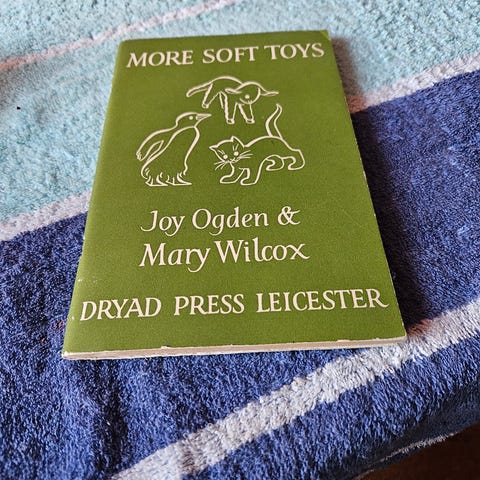 MORE SOFT TOYS
Joy Ogden &
Mary Wilcox
DRYAD PRESS LEICESTER